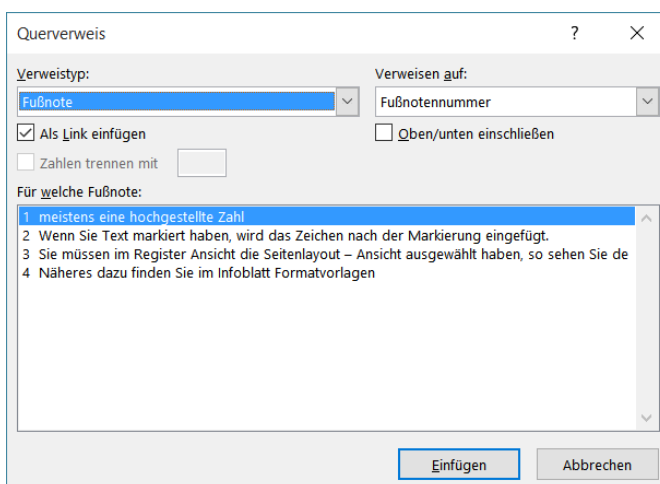 Querverweis ?
Verweistyp: Verweisen auf:
Fußnote Fußnotennummer
Als Link einfügen Oben/unten einschließen
Zahlen trennen mit
Für welche Fußnote:
1 meistens eine hochgestellte Zahl
2 Wenn Sie Text markiert haben, wird das Zeichen nach der Markierung eingefügt.
3 Sie müssen im Register Ansicht die Seitenlayout – Ansicht ausgewählt haben, so sehen Sie de
4 Näheres dazu finden Sie im Infoblatt Formatvorlagen
Einfügen Abbrechen